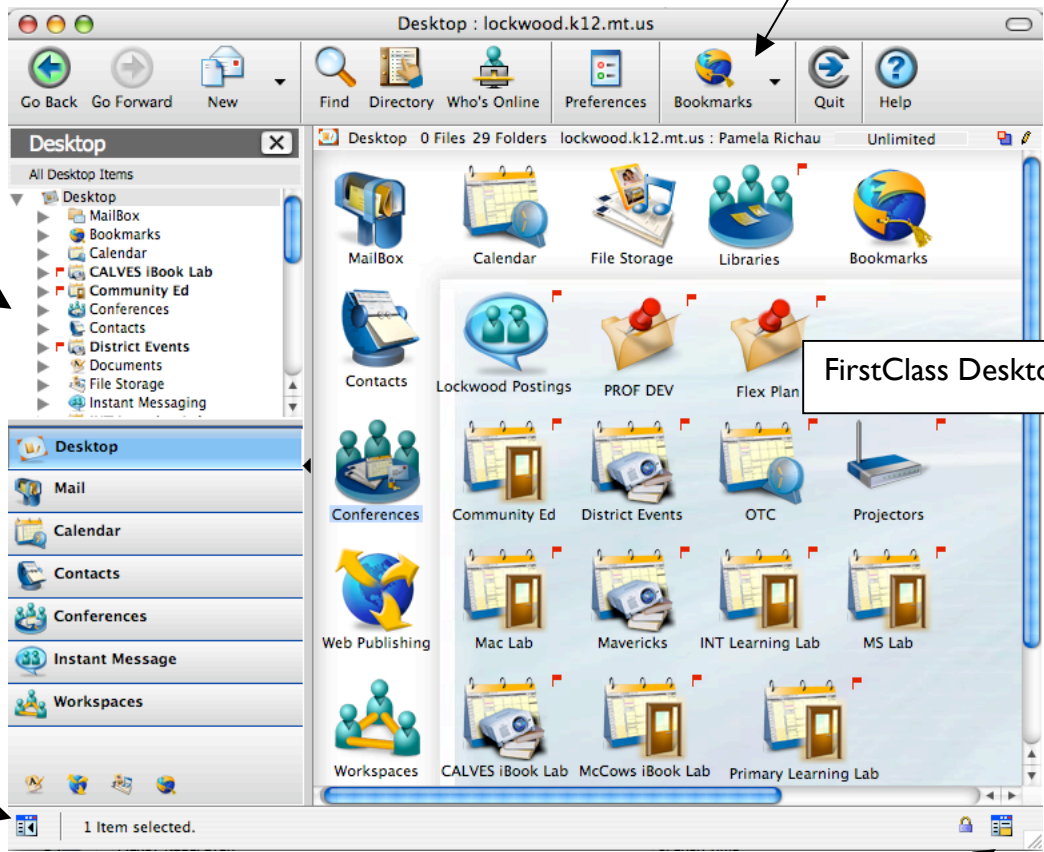 Desktop : lockwood.k12.mt.us
Go Back Go Forward New Find Directory Who's Online Preferences Bookmarks Quit Help
Desktop
All Desktop Items
Desktop
MailBox
Bookmarks
Calendar
CALVES iBook Lab
Community Ed
Conferences
Contacts
District Events
Documents
File Storage
Instant Messaging
Desktop
Mail
Calendar
Contacts
Conferences
Instant Message
Workspaces
Desktop 0 Files 29 Folders lockwood.k12.mt.us : Pamela Richau Unlimited
MailBox Calendar File Storage Libraries Bookmarks
Contacts Lockwood Postings PROF DEV Flex Plan
FirstClass Deskto
Conferences Community Ed District Events OTC Projectors
Web Publishing Mac Lab Mavericks INT Learning Lab MS Lab
Workspaces CALVES iBook Lab McCows iBook Lab Primary Learning Lab
1 Item selected.